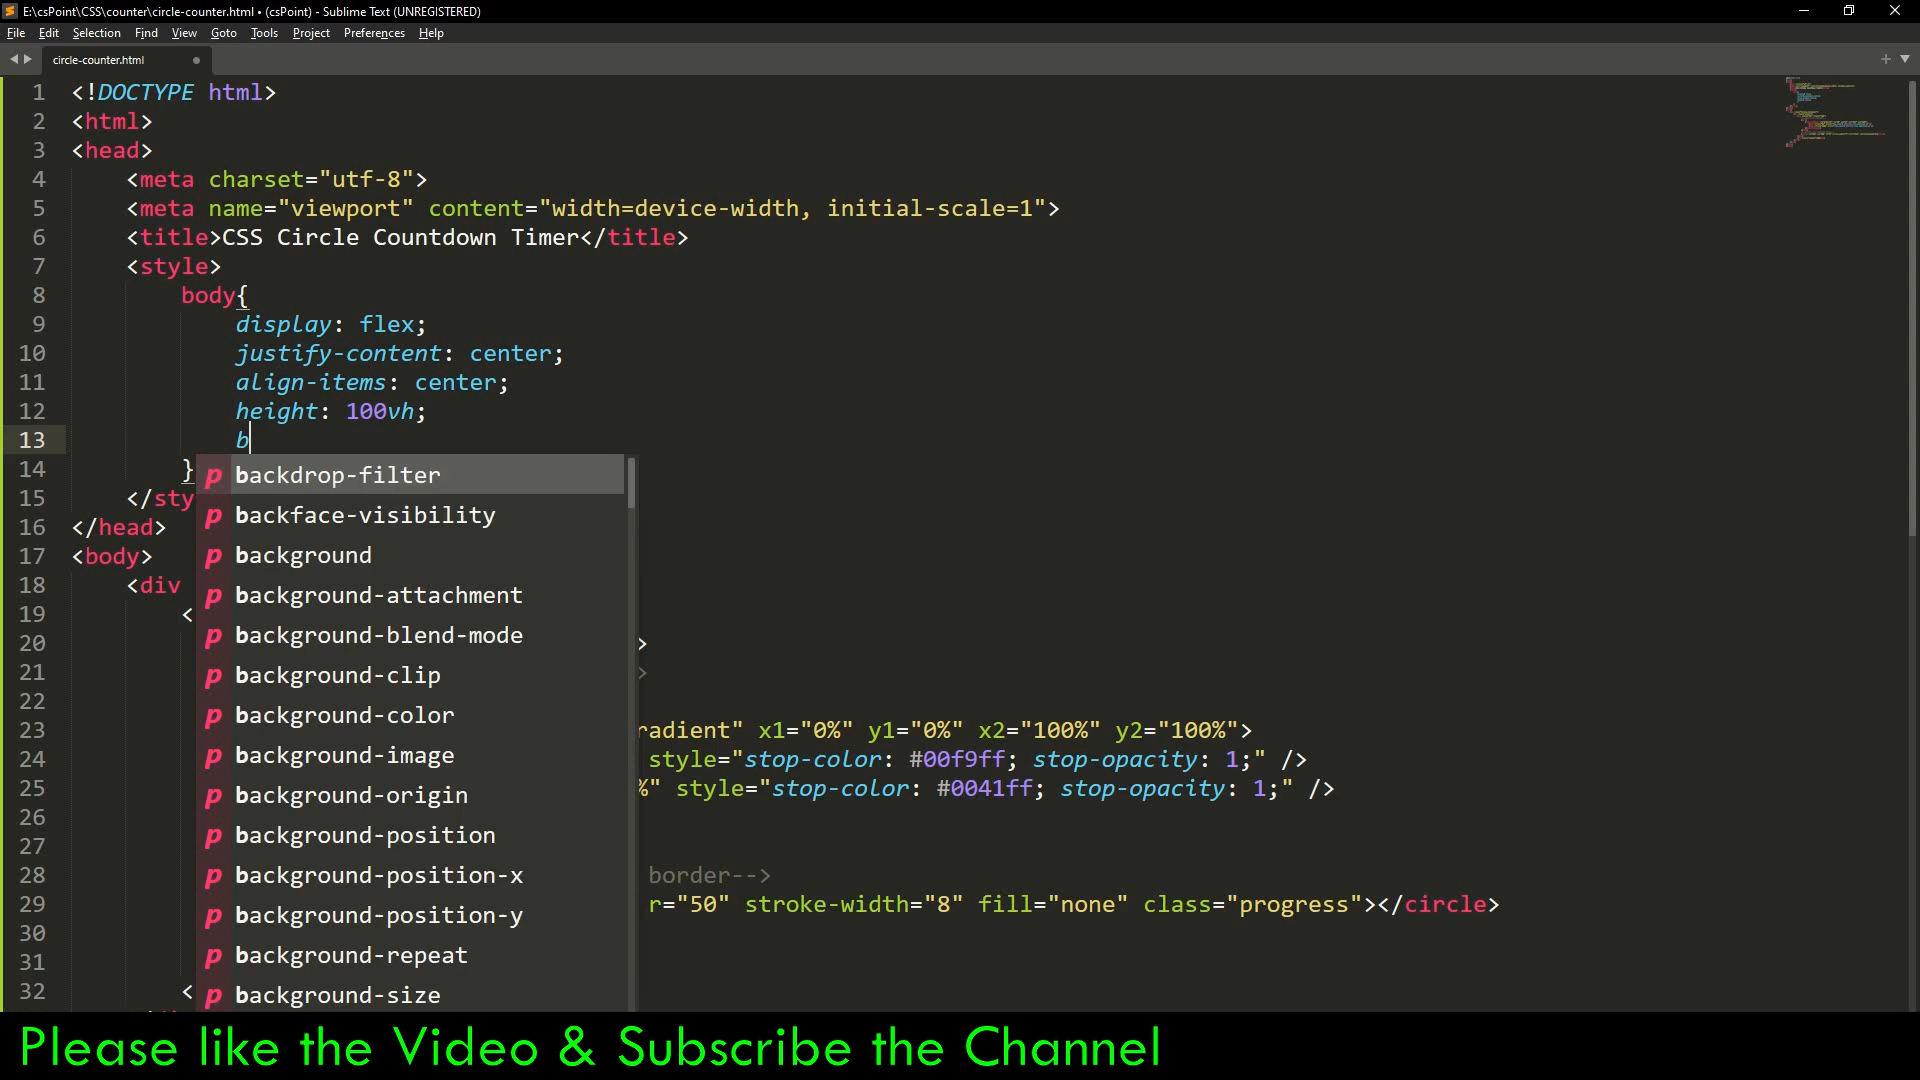 E:\csPoint\CSS\counter\circle-counter.html • (csPoint) - Sublime Text (UNREGISTERED)
File Edit Selection Find View Goto Tools Project Preferences Help
circle-counter.html
1 <!DOCTYPE html>
2 <html>
3 <head>
4 <meta charset="utf-8">
5 <meta name="viewport" content="width=device-width, initial-scale=1">
6 <title>CSS Circle Countdown Timer</title>
7 <style>
8 body{
9 display: flex;
10 justify-content: center;
11 align-items: center;
12 height: 100vh;
13 b
14 }
15 </sty
16 </head>
17 <body>
18 <div
19 <
20 >
21 >
22
23 radient" x1="0%" y1="0%" x2="100%" y2="100%">
24 style="stop-color: #00f9ff; stop-opacity: 1;" />
25 %" style="stop-color: #0041ff; stop-opacity: 1;" />
26
27
28 border-->
29 r="50" stroke-width="8" fill="none" class="progress"></circle>
30
31
32 <
p backdrop-filter
p backface-visibility
p background
p background-attachment
p background-blend-mode
p background-clip
p background-color
p background-image
p background-origin
p background-position
p background-position-x
p background-position-y
p background-repeat
p background-size
Please like the Video & Subscribe the Channel